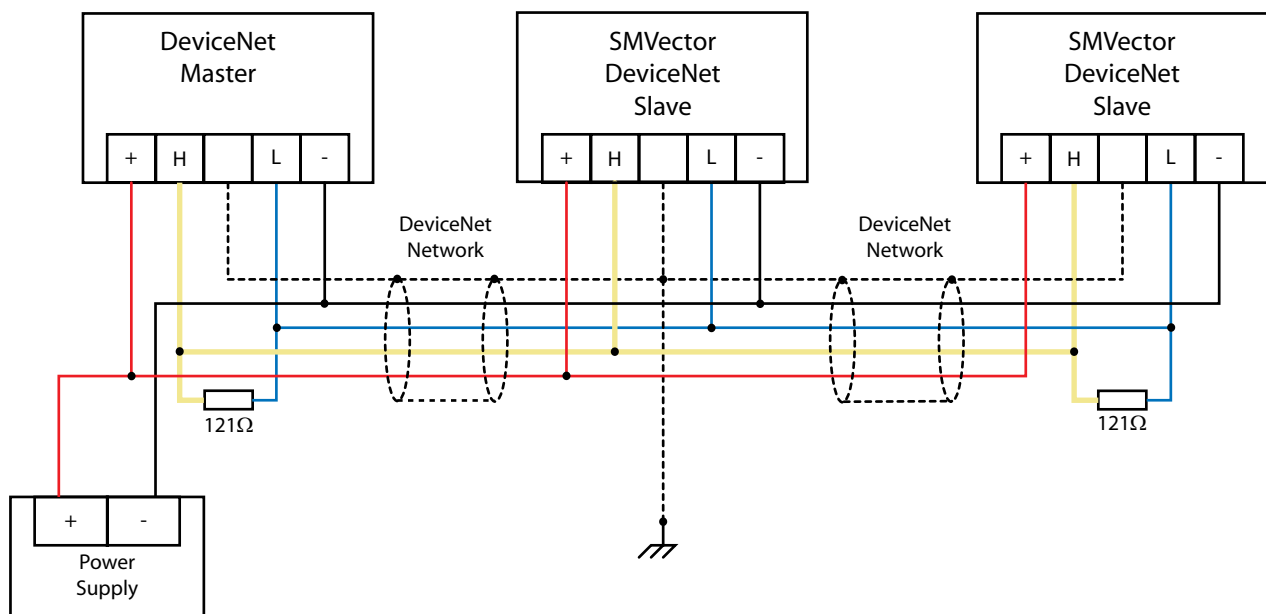 DeviceNet
Master
+ H L -
SMVector
DeviceNet
Slave
+ H L -
SMVector
DeviceNet
Slave
+ H L -
DeviceNet
Network
DeviceNet
Network
121Ω
121Ω
+ -
Power
Supply